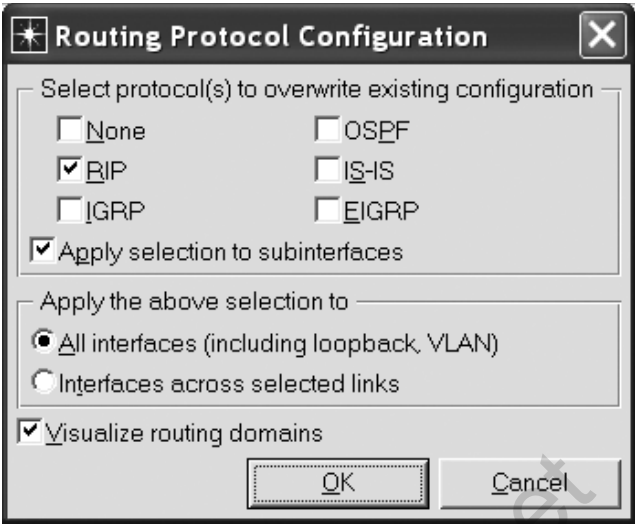 Routing Protocol Configuration
Select protocol(s) to overwrite existing configuration
None OSPF
RIP IS-IS
IGRP EIGRP
Apply selection to subinterfaces
Apply the above selection to
All interfaces (including loopback, VLAN)
Interfaces across selected links
Visualize routing domains
OK Cancel